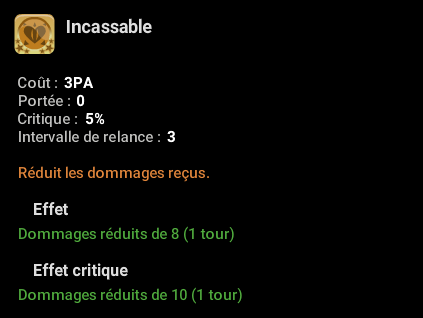 Incassable
Coût : 3PA
Portée : 0
Critique : 5%
Intervalle de relance : 3
Réduit les dommages reçus.
Effet
Dommages réduits de 8 (1 tour)
Effet critique
Dommages réduits de 10 (1 tour)